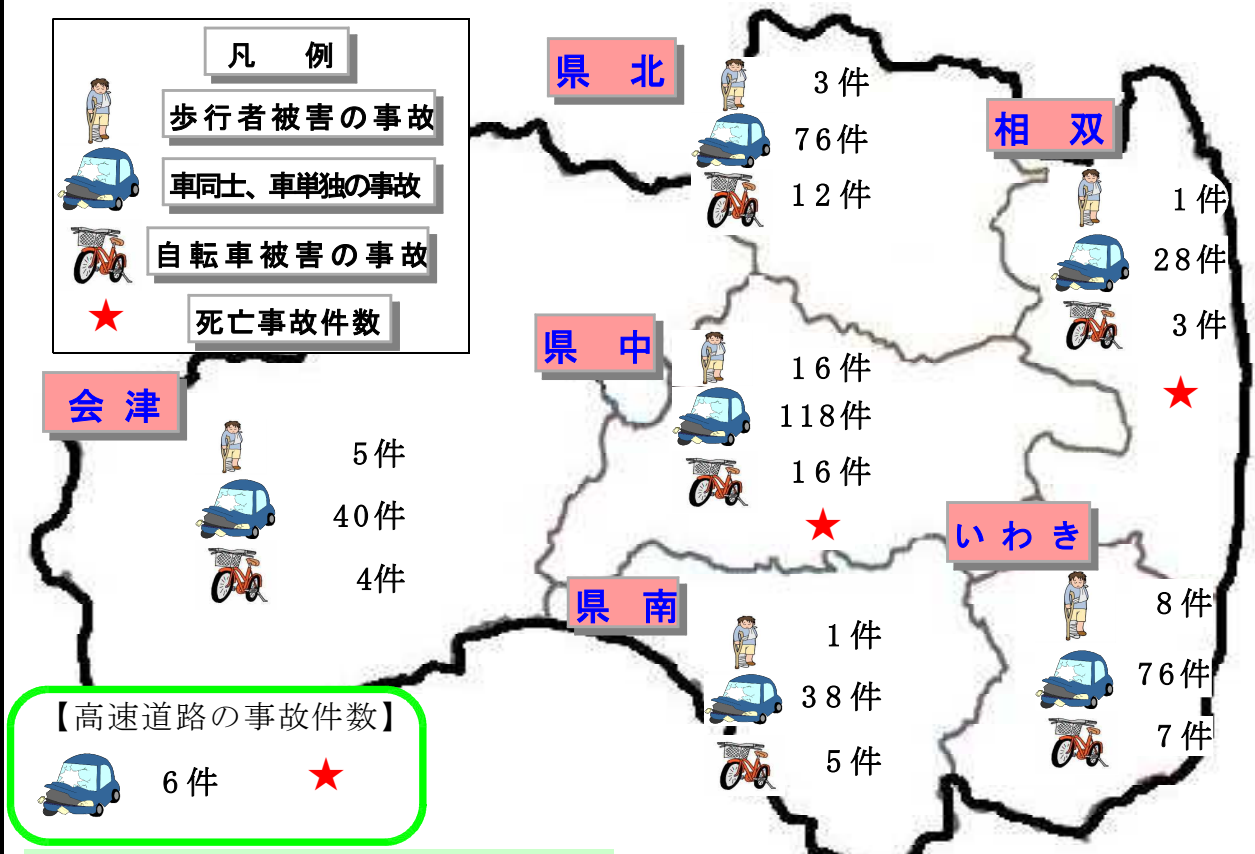 凡　例
歩行者被害の事故
車同士、車単独の事故
自転車被害の事故
★
死亡事故件数
県　北
3件
76件
12件
相　双
1件
28件
3件
★
県　中
16件
118件
16件
★
会津
5件
40件
4件
いわき
8件
76件
7件
県　南
1件
38件
5件
【高速道路の事故件数】
6件 ★